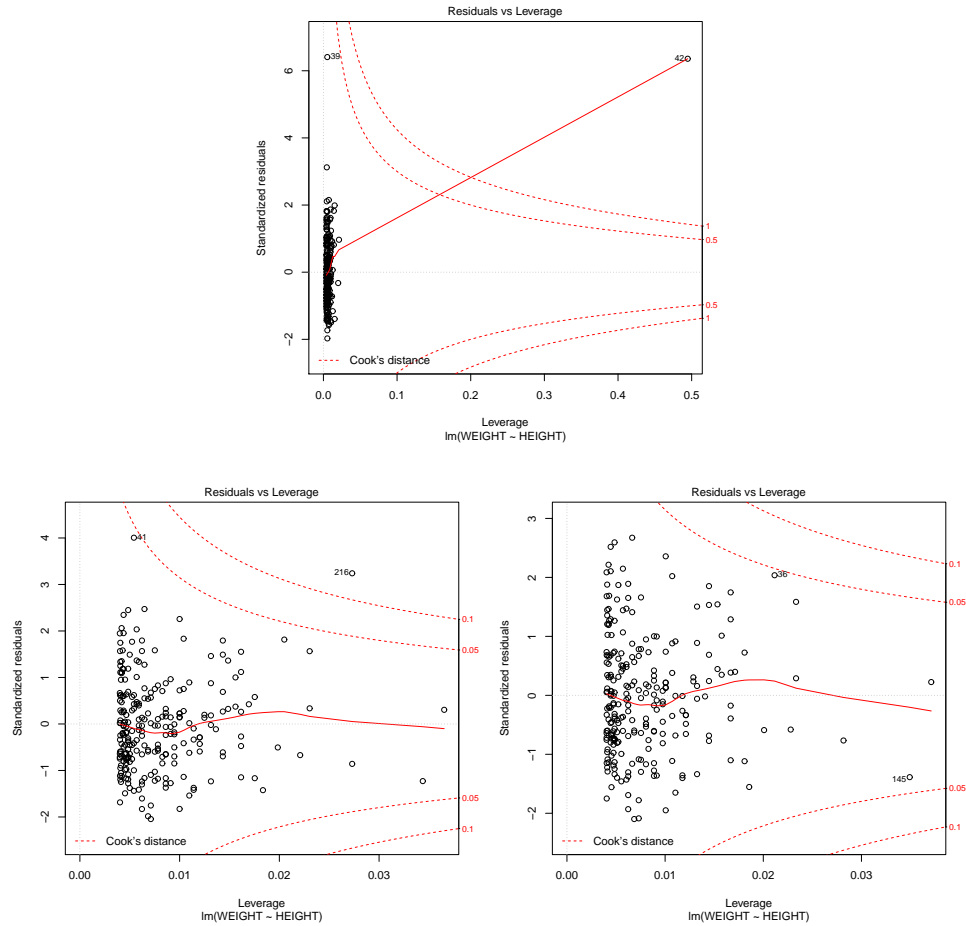 Residuals vs Leverage
39
42
6
4
2
0
−2
Standardized residuals
1
0.5
0.5
1
Cook's distance
0.0 0.1 0.2 0.3 0.4 0.5
Leverage
lm(WEIGHT ~ HEIGHT)
Residuals vs Leverage
41
216
4
3
2
1
0
−1
−2
Standardized residuals
0.1
0.05
0.05
0.1
Cook's distance
0.00 0.01 0.02 0.03
Leverage
lm(WEIGHT ~ HEIGHT)
Residuals vs Leverage
36
145
3
2
1
0
−1
−2
Standardized residuals
0.1
0.05
0.05
0.1
Cook's distance
0.00 0.01 0.02 0.03
Leverage
lm(WEIGHT ~ HEIGHT)